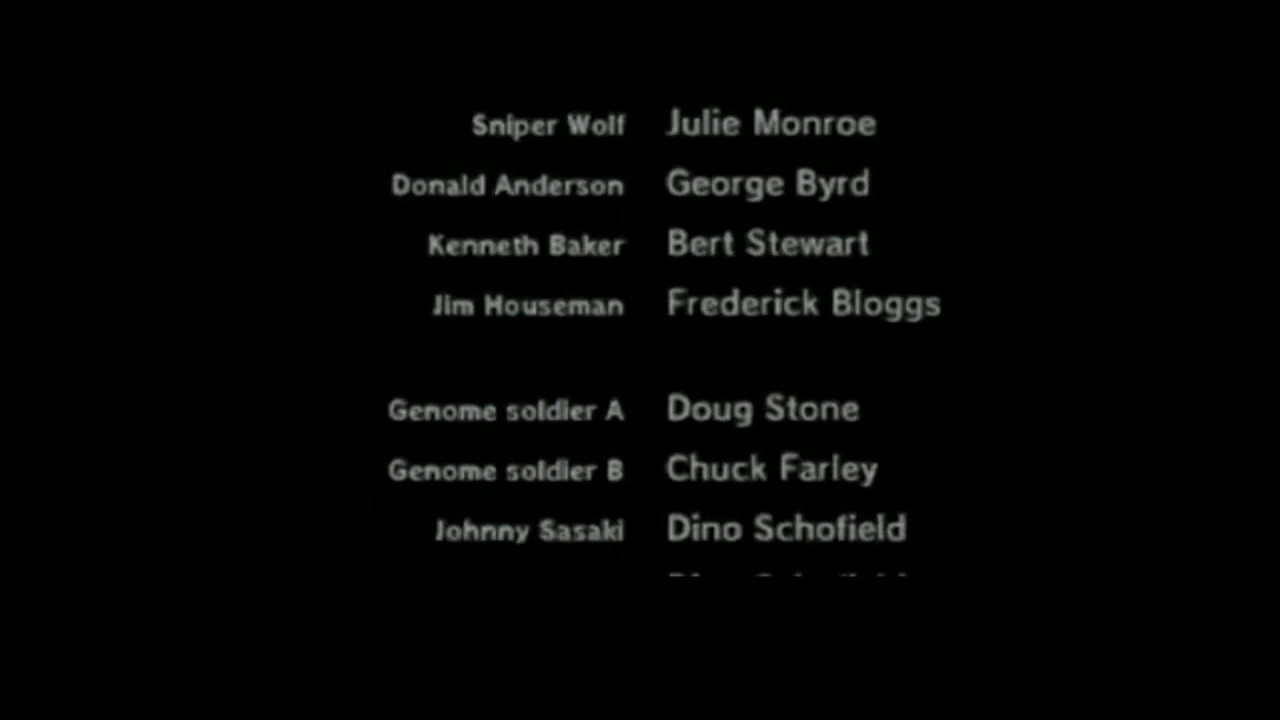 Sniper Wolf Julie Monroe
Donald Anderson George Byrd
Kenneth Baker Bert Stewart
Jim Houseman Frederick Bloggs
Genome soldier A Doug Stone
Genome soldier B Chuck Farley
Johnny Sasaki Dino Schofield